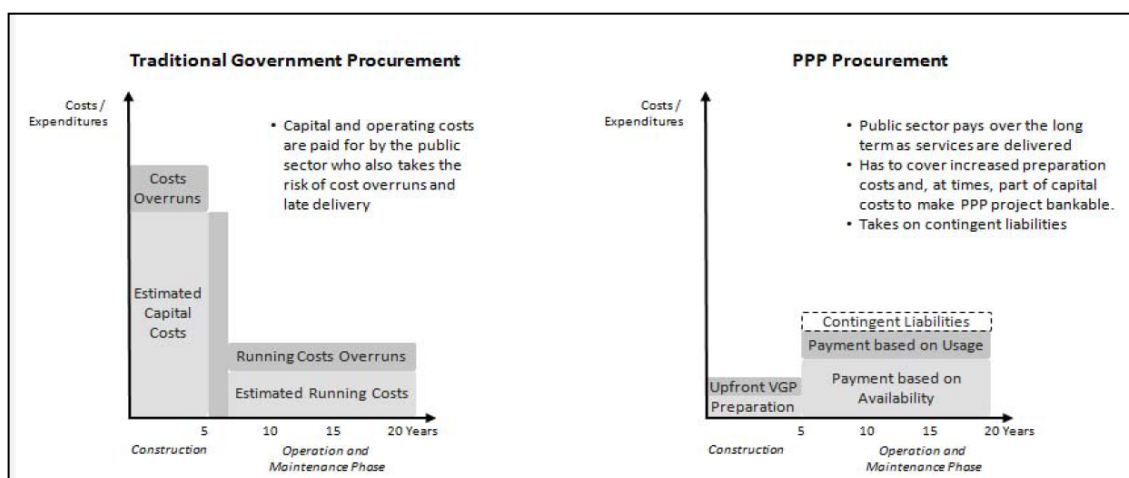 Traditional Government Procurement
Costs /
Expenditures
• Capital and operating costs
are paid for by the public
sector who also takes the
risk of cost overruns and
late delivery
Costs
Overruns
Estimated
Capital
Costs
Running Costs Overruns
Estimated Running Costs
5
10
15
20 Years
Construction
Operation and
Maintenance Phase
PPP Procurement
Costs /
Expenditures
• Public sector pays over the long
term as services are delivered
• Has to cover increased preparation
costs and, at times, part of capital
costs to make PPP project bankable.
• Takes on contingent liabilities
Contingent Liabilities
Payment based on Usage
Payment based on
Availability
Upfront VGP
Preparation
5
10
15
20 Years
Construction
Operation and
Maintenance Phase